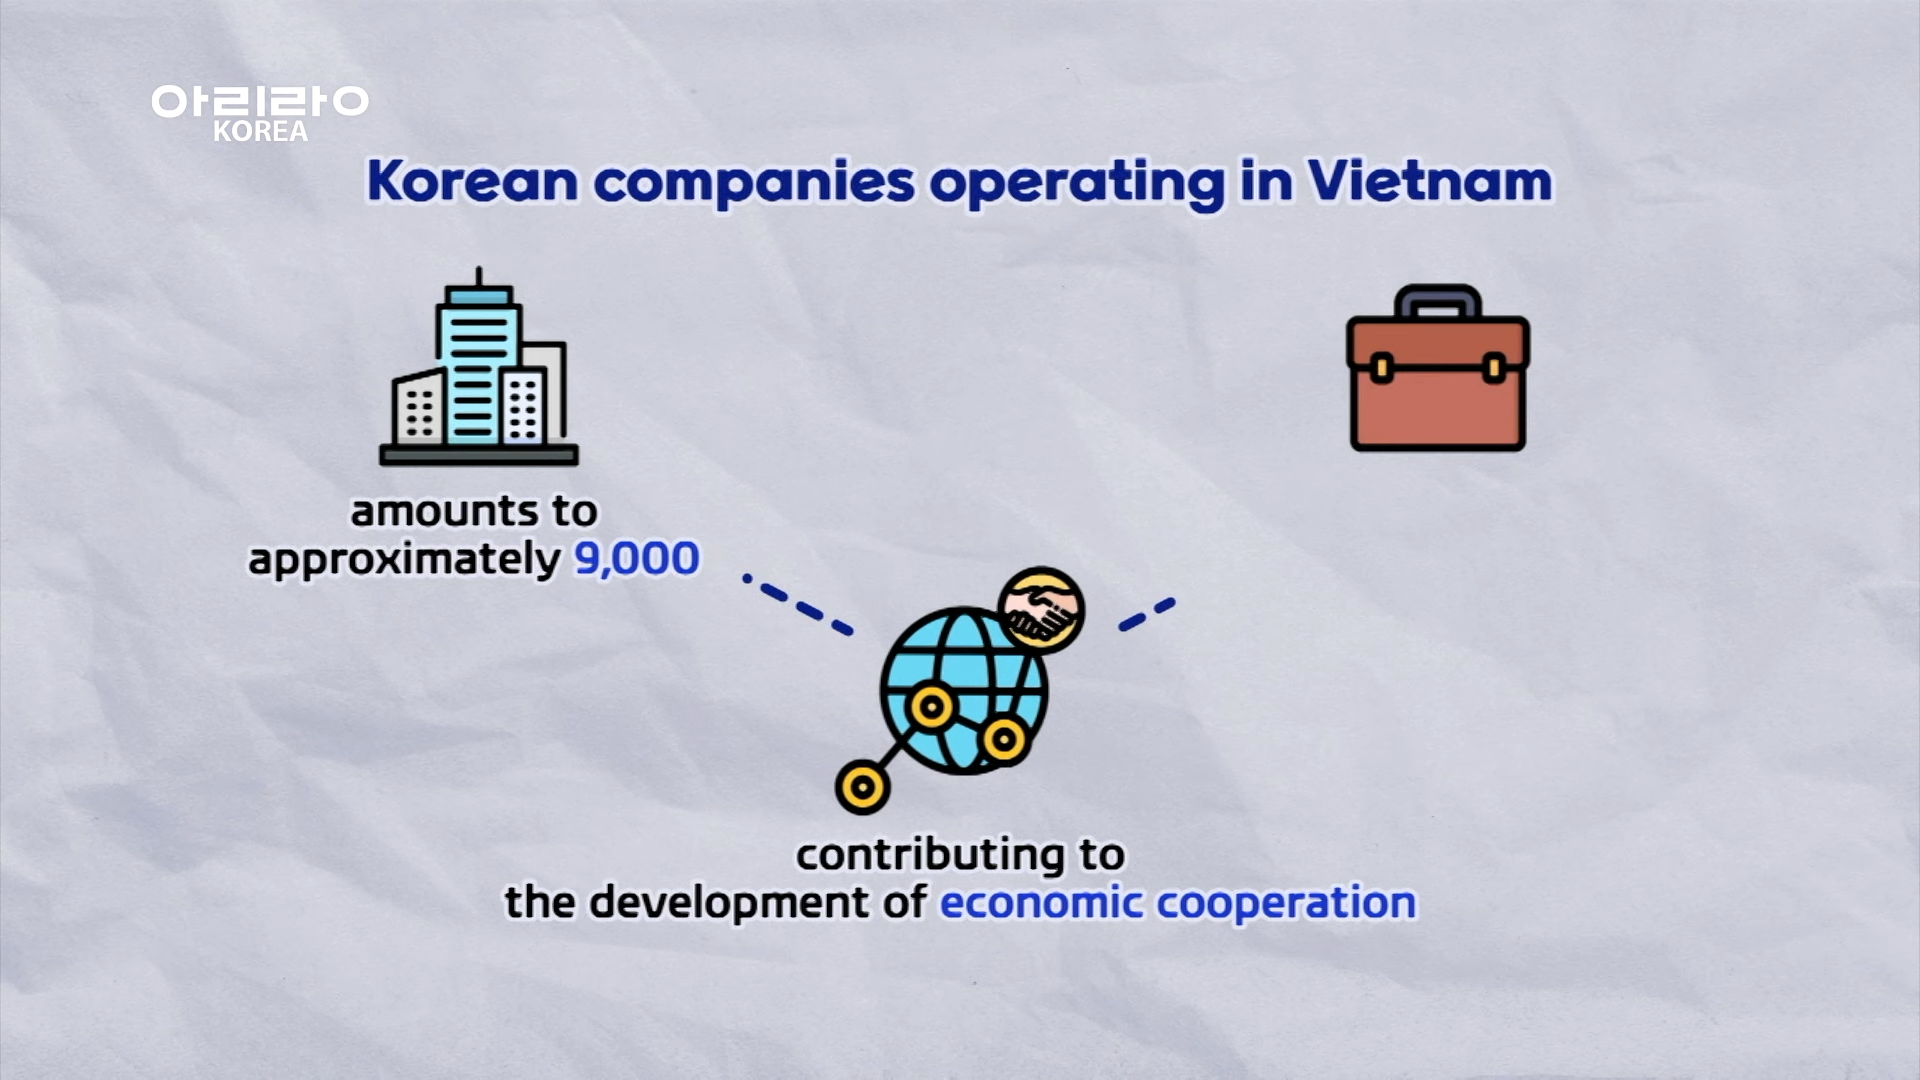 아리랑
KOREA
Korean companies operating in Vietnam
amounts to
approximately 9,000
contributing to
the development of economic cooperation